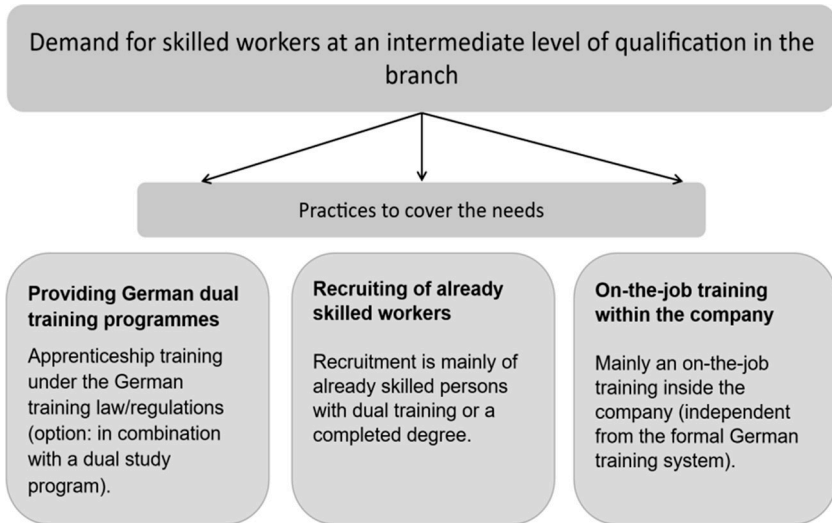 Demand for skilled workers at an intermediate level of qualification in the
branch
Practices to cover the needs
Providing German dual
training programmes
Apprenticeship training
under the German
training law/regulations
(option: in combination
with a dual study
program).
Recruiting of already
skilled workers
Recruitment is mainly of
already skilled persons
with dual training or a
completed degree.
On-the-job training
within the company
Mainly an on-the-job
training inside the
company (independent
from the formal German
training system).